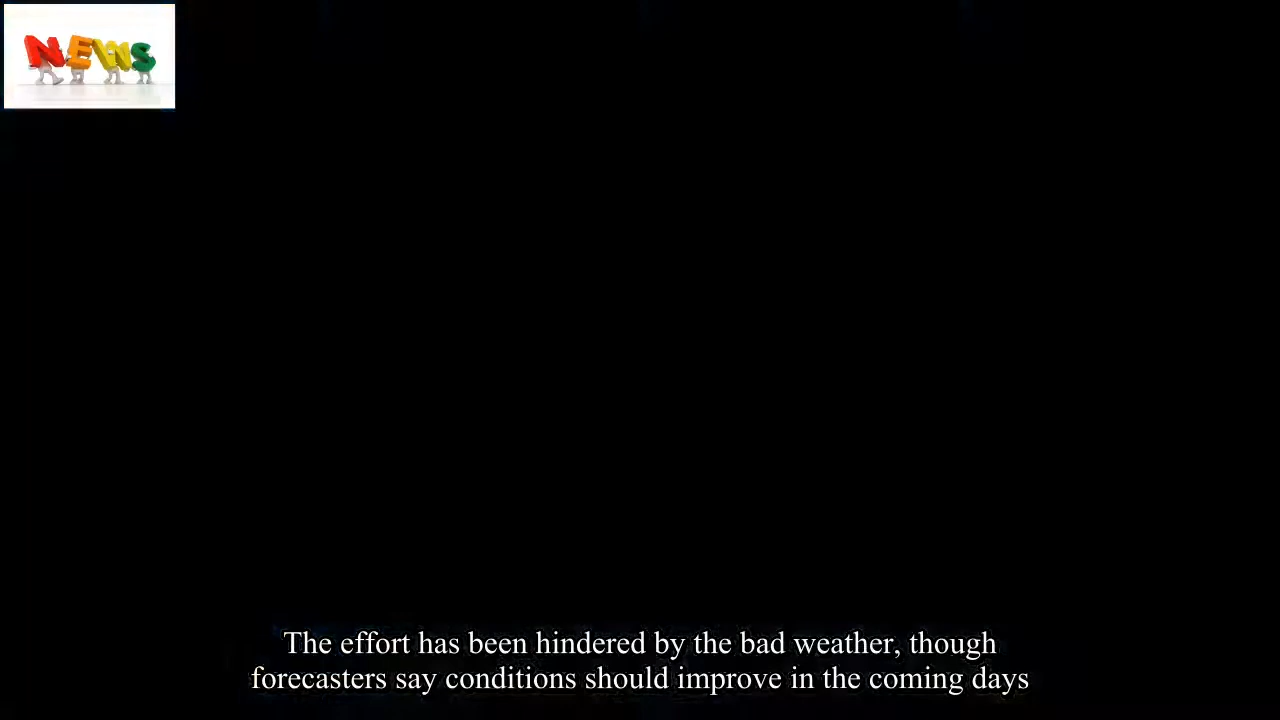 NEWS
The effort has been hindered by the bad weather, though
forecasters say conditions should improve in the coming days